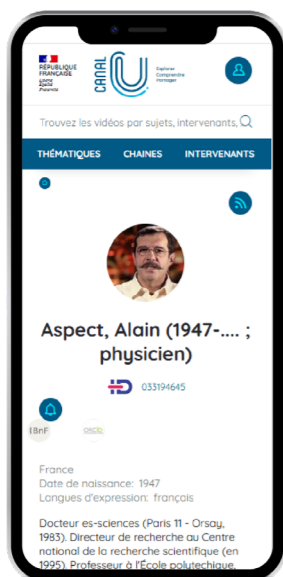 RÉPUBLIQUE
FRANÇAISE
Liberté
Égalité
Fraternité
CANAL
Explorer
Comprendre
Partager
Trouvez les vidéos par sujets, intervenants,
THÉMATIQUES CHAINES INTERVENANTS
Aspect, Alain (1947-.... ;
physicien)
033194645
BnF
ORCID
France
Date de naissance: 1947
Langues d'expression: français
Docteur es-sciences (Paris 11 - Orsay,
1983). Directeur de recherche au Centre
national de la recherche scientifique (en
1995). Professeur à l'École polytechique,